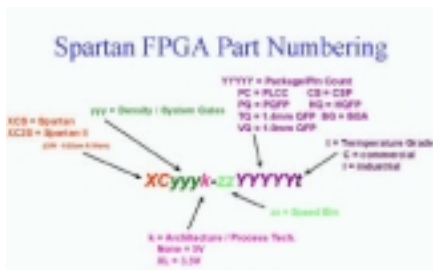 Spartan FPGA Part Numbering
YYYYY = Package/Pin Count
PC = PLCC CS = CSP
PQ = PQFP HQ = HQFP
TQ = 1.4mm QFP BG = BGA
VQ = 1.0mm QFP
yyy = Density / System Gates
XCS = Spartan
XC2S = Spartan II
t = Temperature Grade
C = commercial
I = industrial
XCyyyk-zzYYYYYt
zz = Speed Bin
k = Architecture / Process Tech.
None = 5V
XL = 3.3V